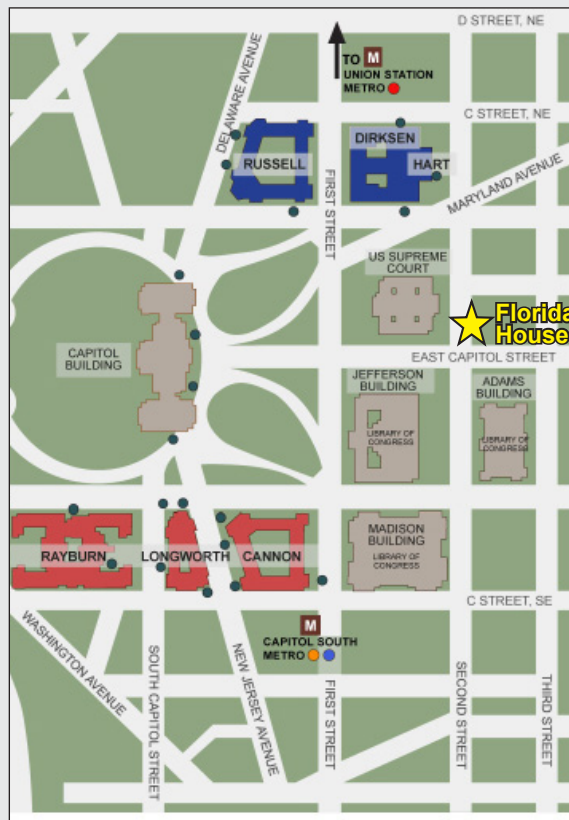 D STREET, NE
TO M
UNION STATION
METRO
DELAWARE AVENUE
C STREET, NE
DIRKSEN
RUSSELL
HART
FIRST STREET
MARYLAND AVENUE
US SUPREME
COURT
Florida
House
CAPITOL
BUILDING
EAST CAPITOL STREET
JEFFERSON
BUILDING
ADAMS
BUILDING
LIBRARY OF
CONGRESS
LIBRARY OF
CONGRESS
MADISON
BUILDING
LIBRARY OF
CONGRESS
RAYBURN
LONGWORTH
CANNON
C STREET, SE
M
CAPITOL SOUTH
METRO
WASHINGTON AVENUE
SOUTH CAPITOL STREET
NEW JERSEY AVENUE
FIRST STREET
SECOND STREET
THIRD STREET